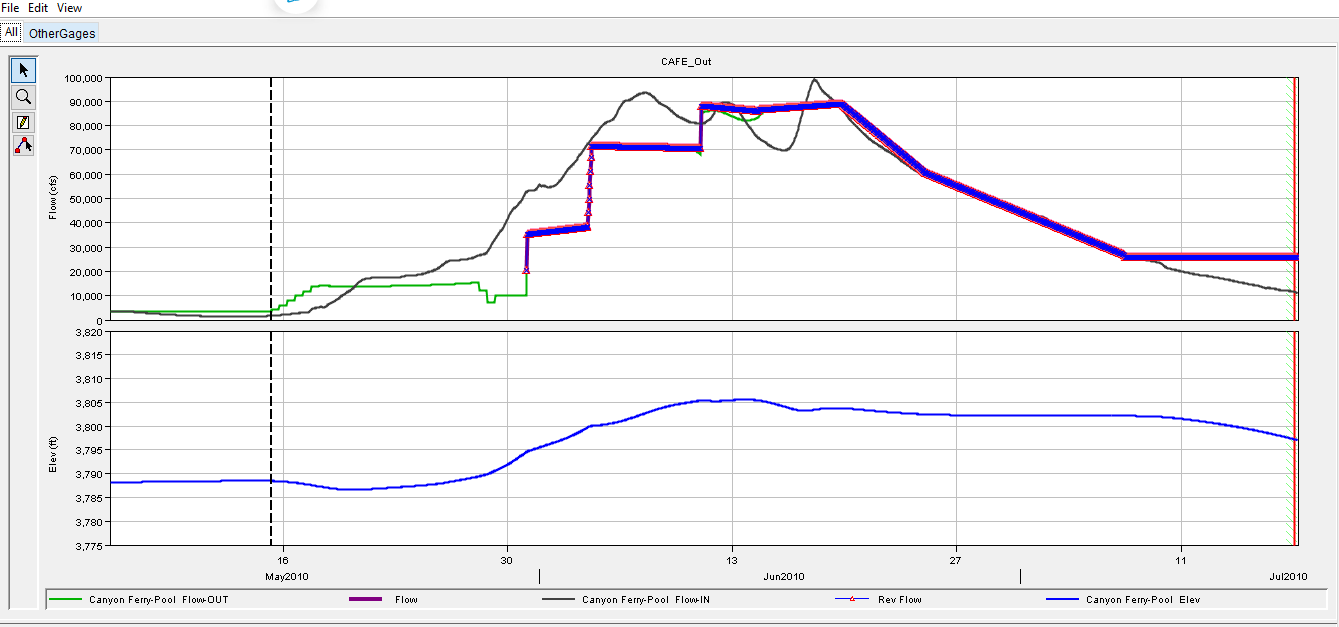 File Edit View
All OtherGages
CAFE_Out
100,000
90,000
80,000
70,000
60,000
50,000
40,000
30,000
20,000
10,000
0
Flow (cfs)
3,820
3,815
3,810
3,805
3,800
3,795
3,790
3,785
3,780
3,775
Elev (ft)
16 30 13 27 11
May2010 Jun2010 Jul2010
Canyon Ferry-Pool Flow-OUT Flow Canyon Ferry-Pool Flow-IN Rev Flow Canyon Ferry-Pool Elev